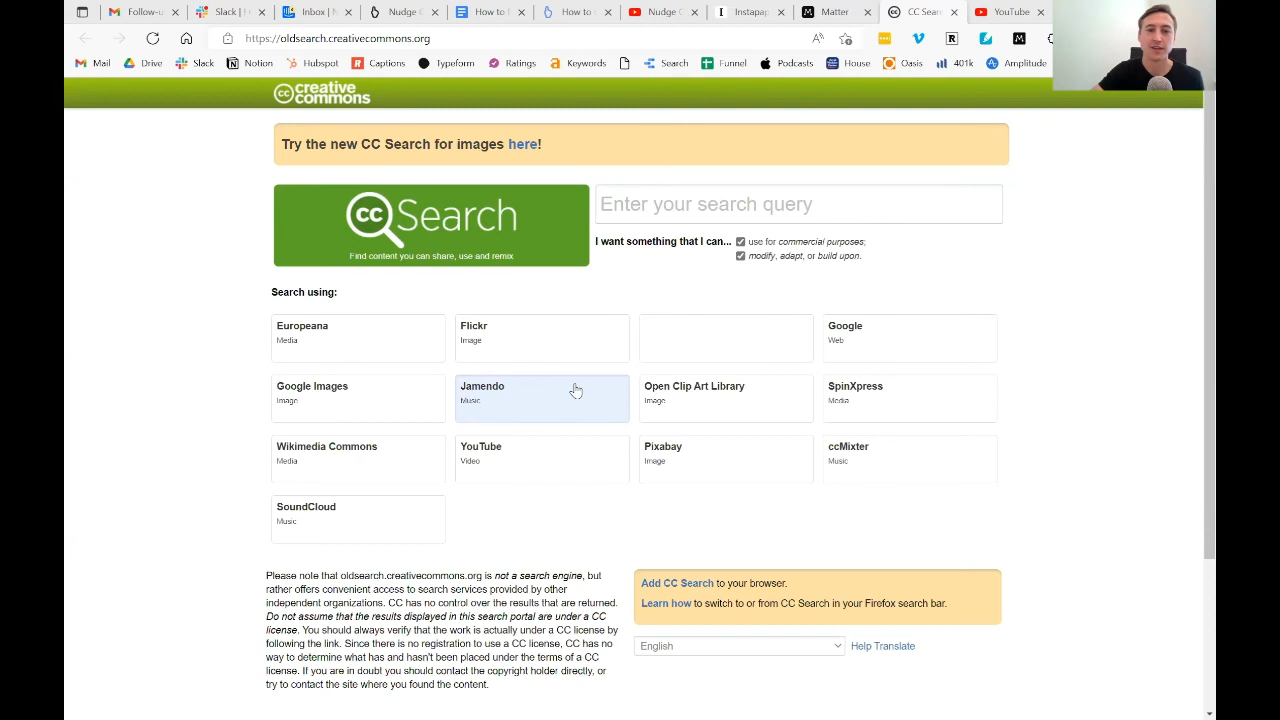 Follow-u
Slack | H
Inbox | N
Nudge C
How to f
How to
Nudge C
Instapap
Matter
CC Sear
YouTube
https://oldsearch.creativecommons.org
Mail Drive Slack Notion Hubspot Captions Typeform Ratings Keywords Search Funnel Podcasts House Oasis 401k Amplitude
cc creative commons
Try the new CC Search for images here!
cc Search
Find content you can share, use and remix
Enter your search query
I want something that I can... use for commercial purposes;
modify, adapt, or build upon.
Search using:
Europeana
Media
Flickr
Image
Google
Web
Google Images
Image
Jamendo
Music
Open Clip Art Library
Image
SpinXpress
Media
Wikimedia Commons
Media
YouTube
Video
Pixabay
Image
ccMixter
Music
SoundCloud
Music
Please note that oldsearch.creativecommons.org is not a search engine, but
rather offers convenient access to search services provided by other
independent organizations. CC has no control over the results that are returned.
Do not assume that the results displayed in this search portal are under a CC
license. You should always verify that the work is actually under a CC license by
following the link. Since there is no registration to use a CC license, CC has no
way to determine what has and hasn't been placed under the terms of a CC
license. If you are in doubt you should contact the copyright holder directly, or
try to contact the site where you found the content.
Add CC Search to your browser.
Learn how to switch to or from CC Search in your Firefox search bar.
English
Help Translate